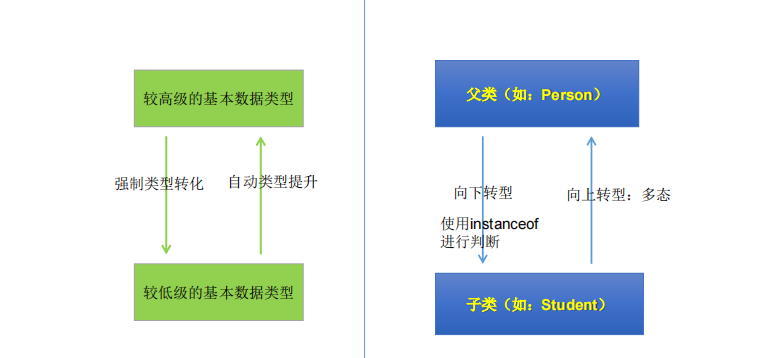 较高级的基本数据类型
强制类型转化
自动类型提升
较低级的基本数据类型
父类（如：Person）
向下转型
使用instanceof
进行判断
向上转型：多态
子类（如：Student）